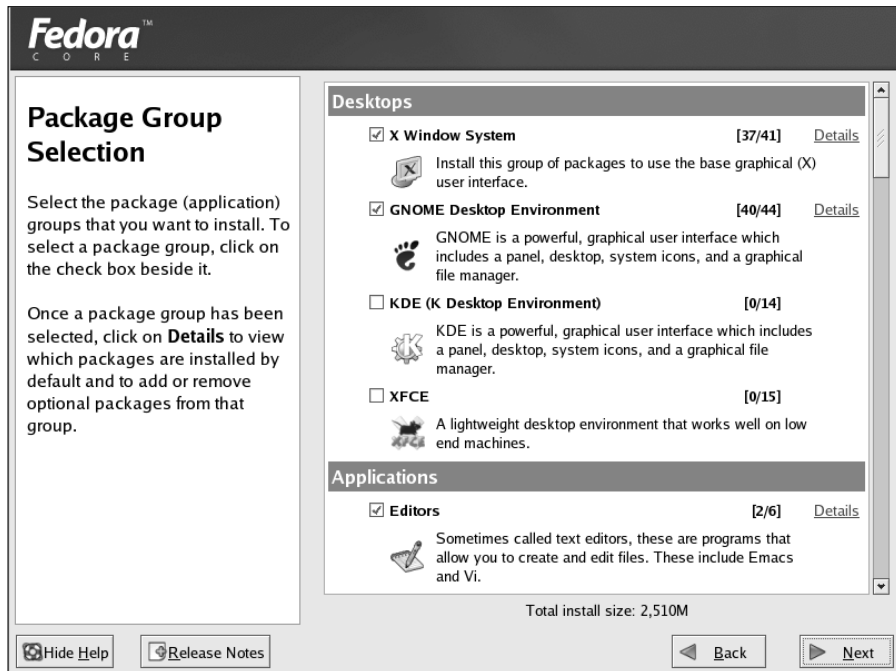 Fedora™
CORE
Package Group
Selection
Select the package (application)
groups that you want to install. To
select a package group, click on
the check box beside it.
Once a package group has been
selected, click on Details to view
which packages are installed by
default and to add or remove
optional packages from that
group.
Desktops
X Window System [37/41] Details
Install this group of packages to use the base graphical (X)
user interface.
GNOME Desktop Environment [40/44] Details
GNOME is a powerful, graphical user interface which
includes a panel, desktop, system icons, and a graphical
file manager.
KDE (K Desktop Environment) [0/14]
KDE is a powerful, graphical user interface which includes
a panel, desktop, system icons, and a graphical file
manager.
XFCE [0/15]
A lightweight desktop environment that works well on low
end machines.
XFCE
Applications
Editors [2/6] Details
Sometimes called text editors, these are programs that
allow you to create and edit files. These include Emacs
and Vi.
Total install size: 2,510M
Hide Help
Release Notes
Back
Next